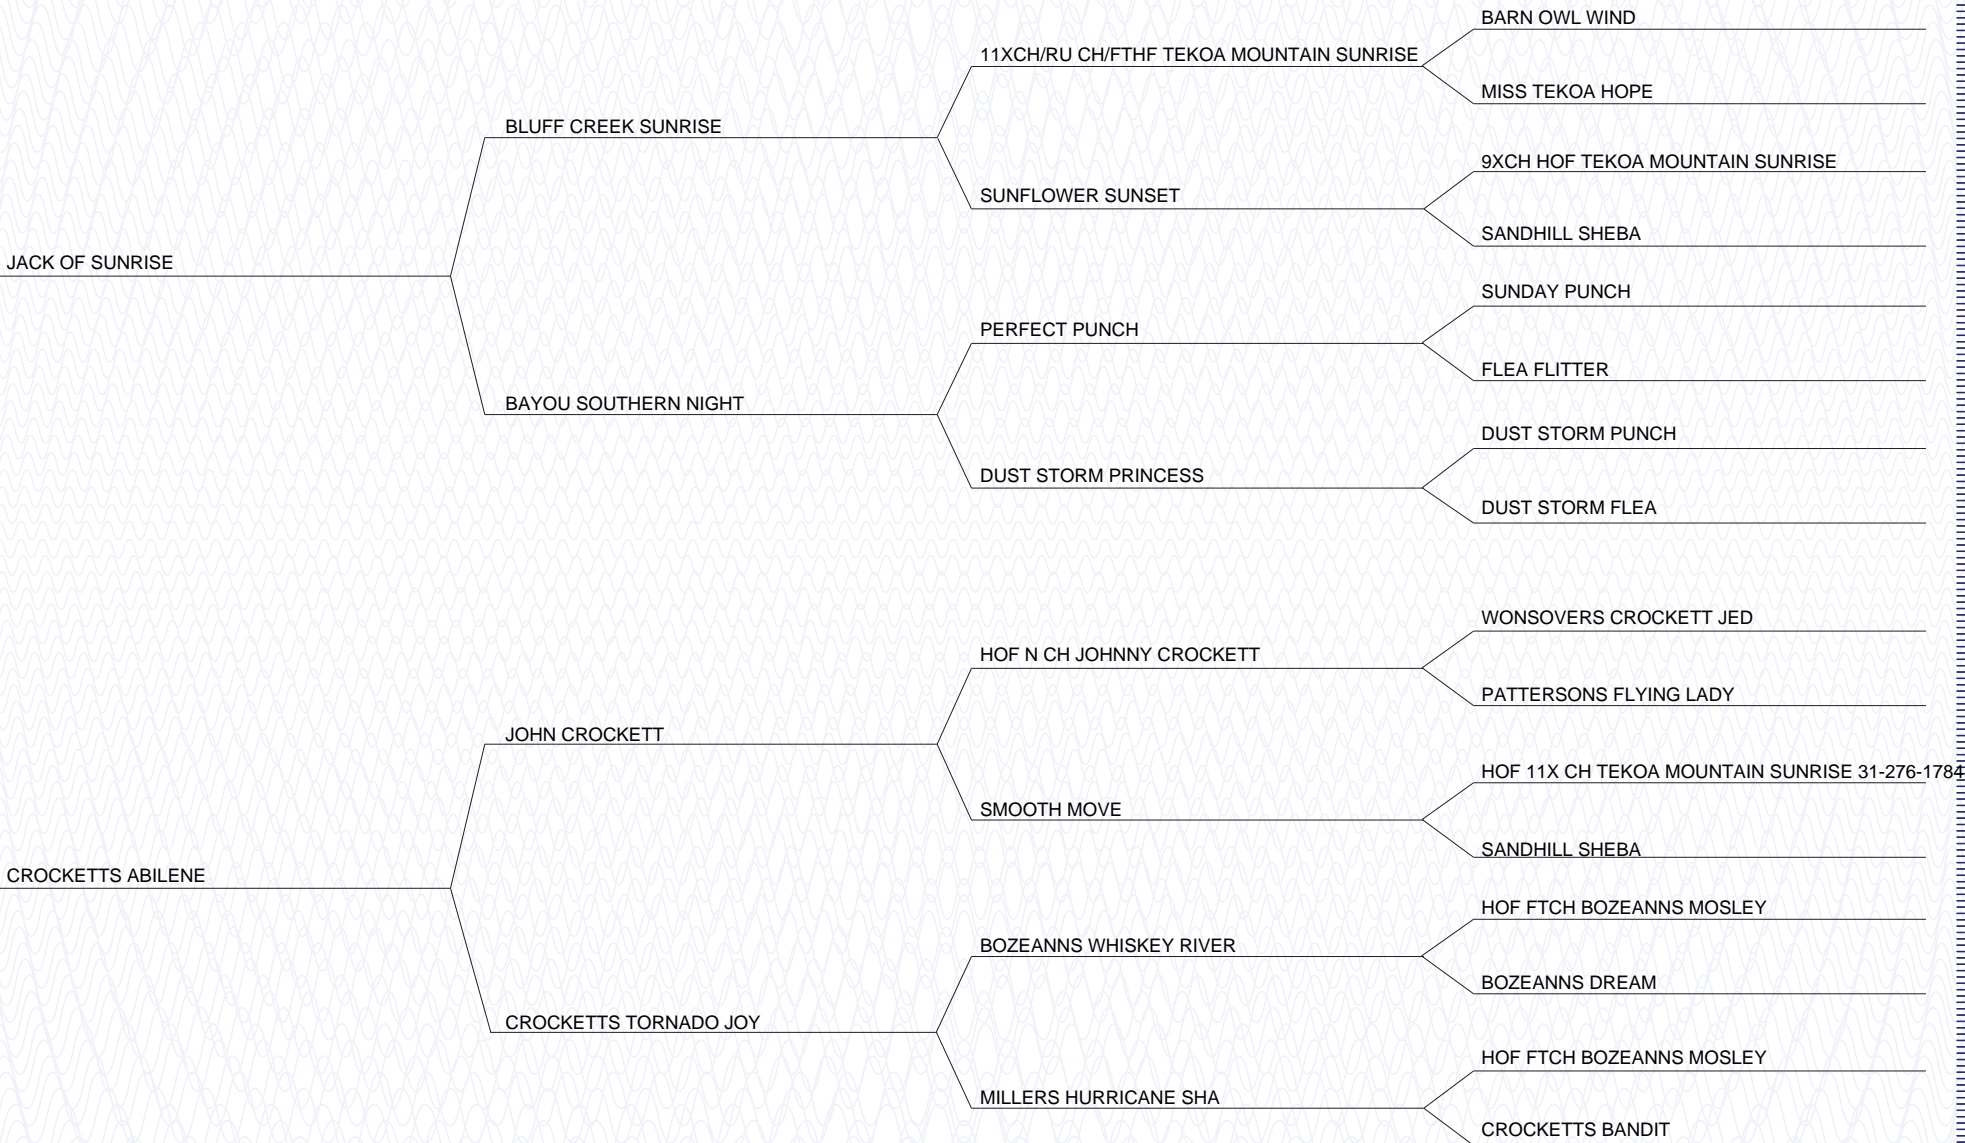 BARN OWL WIND
11XCH/RU CH/FTHF TEKOA MOUNTAIN SUNRISE
MISS TEKOA HOPE
BLUFF CREEK SUNRISE
9XCH HOF TEKOA MOUNTAIN SUNRISE
SUNFLOWER SUNSET
SANDHILL SHEBA
JACK OF SUNRISE
SUNDAY PUNCH
PERFECT PUNCH
FLEA FLITTER
BAYOU SOUTHERN NIGHT
DUST STORM PUNCH
DUST STORM PRINCESS
DUST STORM FLEA
WONSOVERS CROCKETT JED
HOF N CH JOHNNY CROCKETT
PATTERSONS FLYING LADY
JOHN CROCKETT
HOF 11X CH TEKOA MOUNTAIN SUNRISE 31-276-1784
SMOOTH MOVE
SANDHILL SHEBA
CROCKETTS ABILENE
HOF FTCH BOZEANNS MOSLEY
BOZEANNS WHISKEY RIVER
BOZEANNS DREAM
CROCKETTS TORNADO JOY
HOF FTCH BOZEANNS MOSLEY
MILLERS HURRICANE SHA
CROCKETTS BANDIT